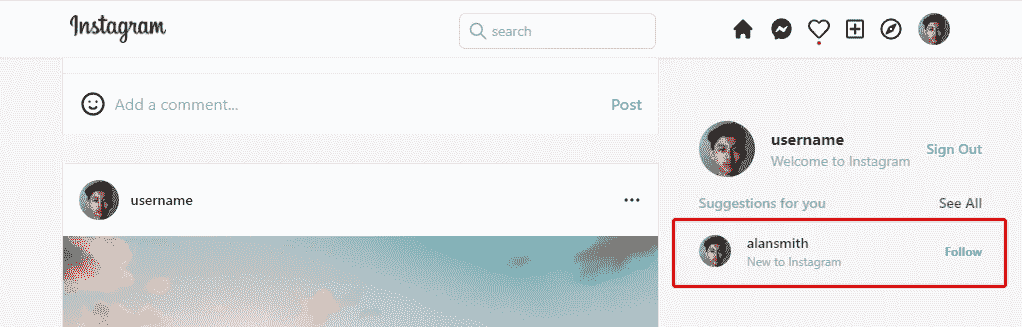 Instagram
search
Add a comment...
Post
username
username
Welcome to Instagram
Sign Out
Suggestions for you
See All
alansmith
New to Instagram
Follow